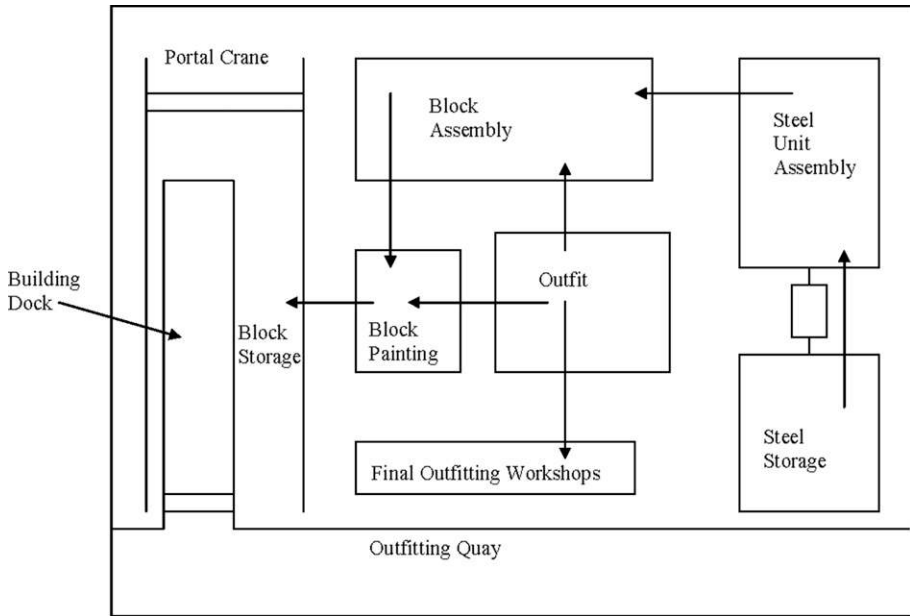 Portal Crane
Block
Assembly
Steel
Unit
Assembly
Building
Dock
Block
Storage
Block
Painting
Outfit
Steel
Storage
Final Outfitting Workshops
Outfitting Quay